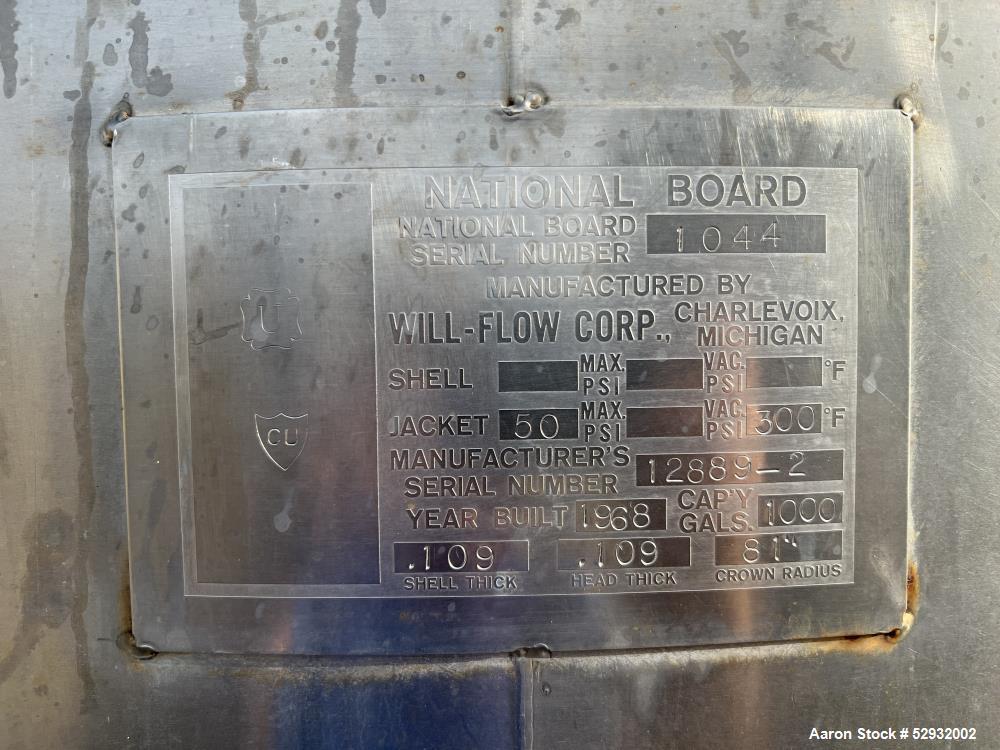 NATIONAL BOARD
NATIONAL BOARD SERIAL NUMBER 1044
MANUFACTURED BY
WILL-FLOW CORP., CHARLEVOIX, MICHIGAN
SHELL MAX. PSI VAC. PSI °F
JACKET 50 MAX. PSI VAC. PSI 300 °F
MANUFACTURER'S SERIAL NUMBER 12889-2
YEAR BUILT 1968 CAP'Y GALS. 1000
.109 .109 81"
SHELL THICK HEAD THICK CROWN RADIUS
U
CU
Aaron Stock # 52932002